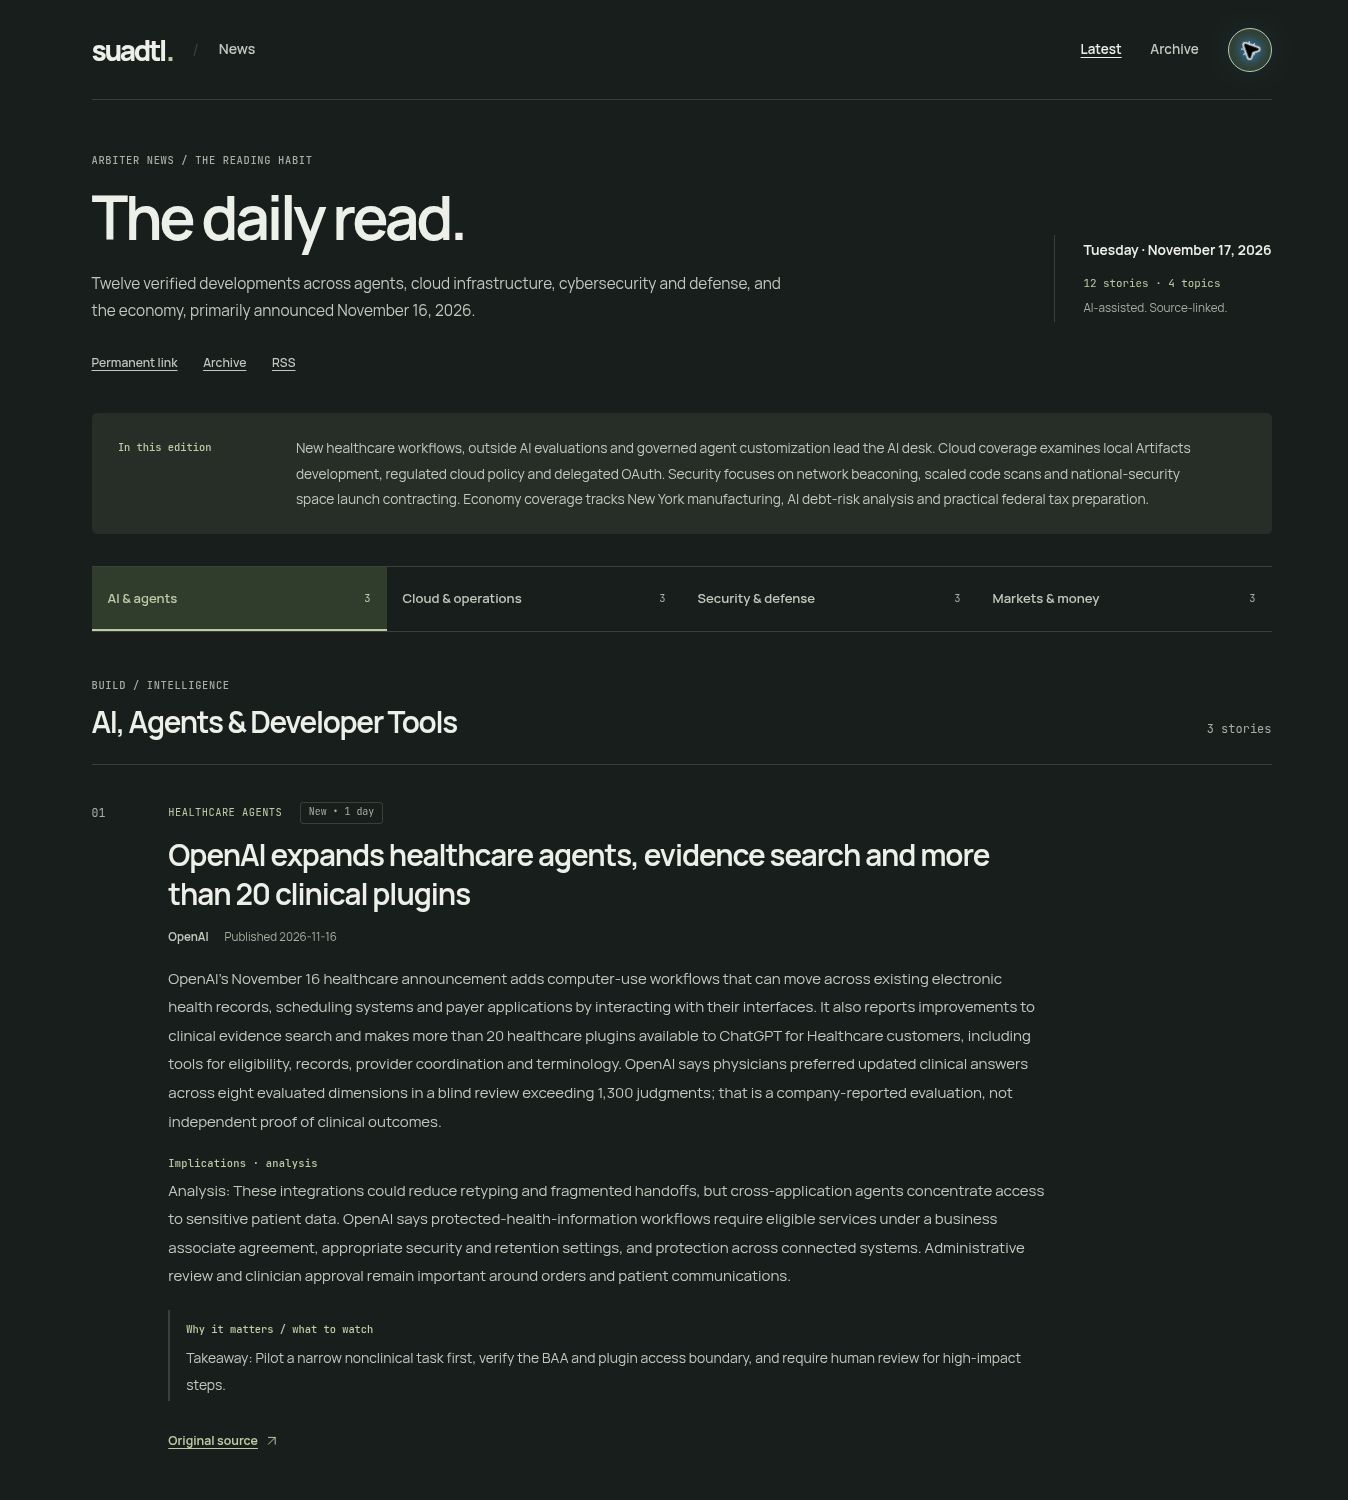 suadtl. / News Latest Archive
ARBITER NEWS / THE READING HABIT
The daily read.
Twelve verified developments across agents, cloud infrastructure, cybersecurity and defense, and
the economy, primarily announced November 16, 2026.
Tuesday · November 17, 2026
12 stories · 4 topics
AI-assisted. Source-linked.
Permanent link Archive RSS
In this edition
New healthcare workflows, outside AI evaluations and governed agent customization lead the AI desk. Cloud coverage examines local Artifacts
development, regulated cloud policy and delegated OAuth. Security focuses on network beaconing, scaled code scans and national-security
space launch contracting. Economy coverage tracks New York manufacturing, AI debt-risk analysis and practical federal tax preparation.
AI & agents 3 Cloud & operations 3 Security & defense 3 Markets & money 3
BUILD / INTELLIGENCE
AI, Agents & Developer Tools
3 stories
01 HEALTHCARE AGENTS New • 1 day
OpenAI expands healthcare agents, evidence search and more
than 20 clinical plugins
OpenAI Published 2026-11-16
OpenAI's November 16 healthcare announcement adds computer-use workflows that can move across existing electronic
health records, scheduling systems and payer applications by interacting with their interfaces. It also reports improvements to
clinical evidence search and makes more than 20 healthcare plugins available to ChatGPT for Healthcare customers, including
tools for eligibility, records, provider coordination and terminology. OpenAI says physicians preferred updated clinical answers
across eight evaluated dimensions in a blind review exceeding 1,300 judgments; that is a company-reported evaluation, not
independent proof of clinical outcomes.
Implications · analysis
Analysis: These integrations could reduce retyping and fragmented handoffs, but cross-application agents concentrate access
to sensitive patient data. OpenAI says protected-health-information workflows require eligible services under a business
associate agreement, appropriate security and retention settings, and protection across connected systems. Administrative
review and clinician approval remain important around orders and patient communications.
Why it matters / what to watch
Takeaway: Pilot a narrow nonclinical task first, verify the BAA and plugin access boundary, and require human review for high-impact
steps.
Original source